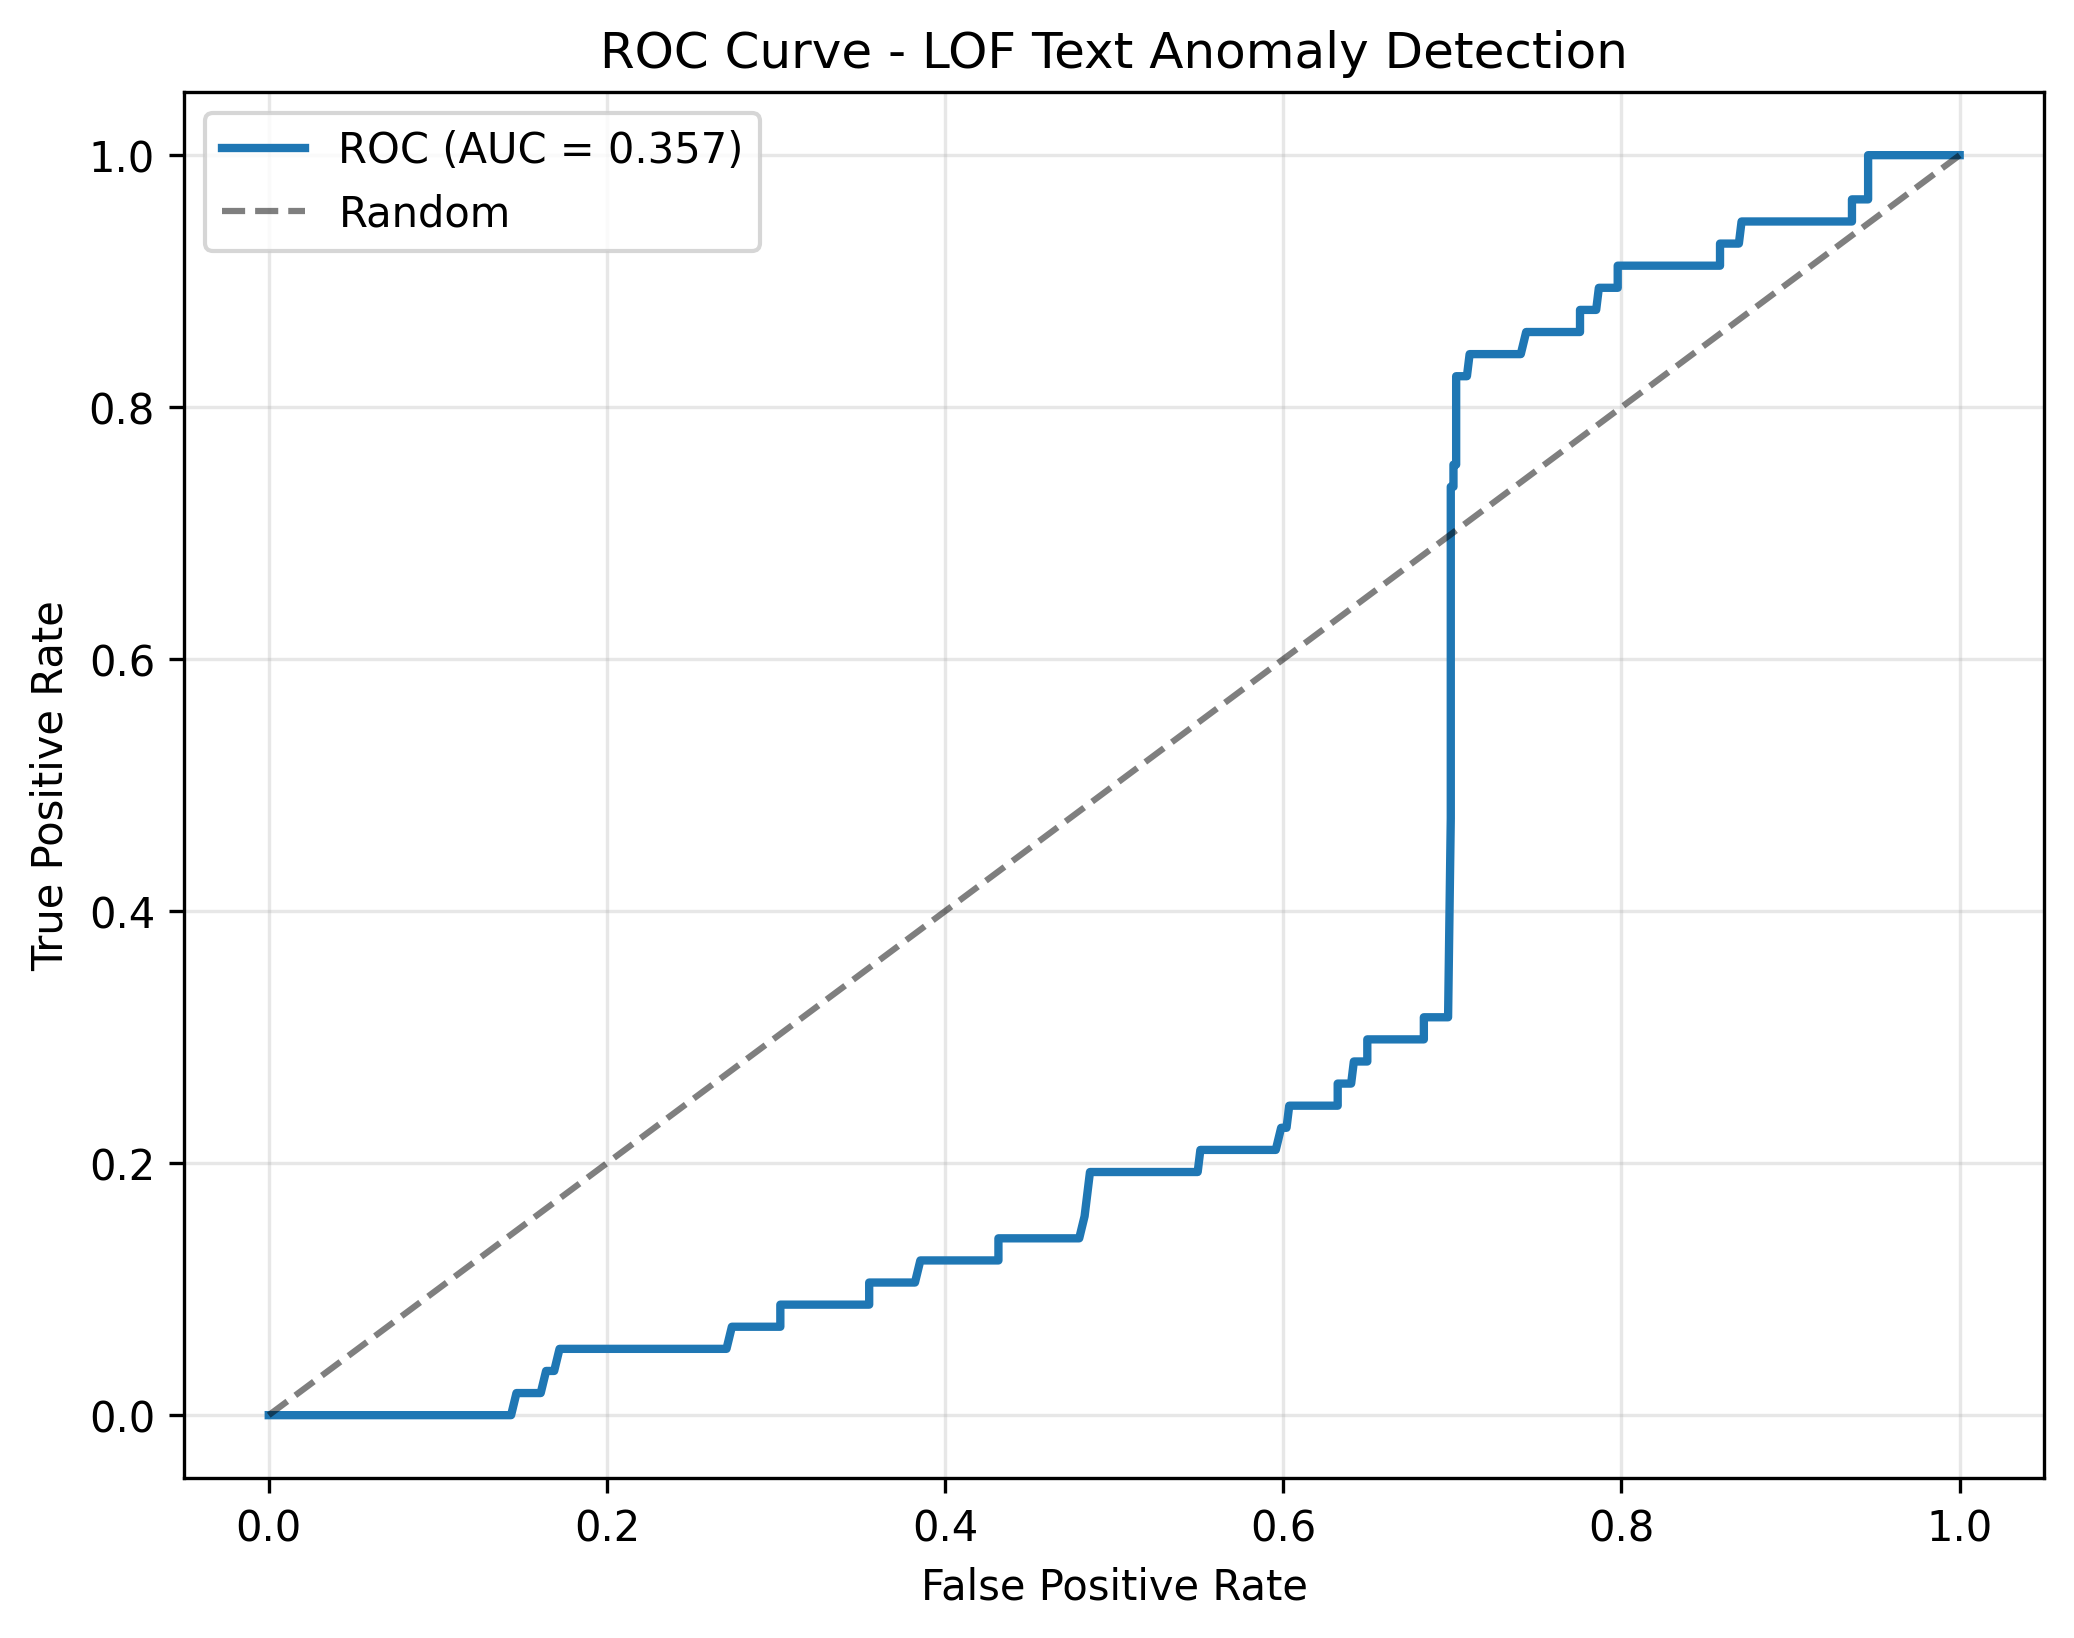 ROC Curve - LOF Text Anomaly Detection
ROC (AUC = 0.357)
Random
1.0
0.8
0.6
0.4
0.2
0.0
True Positive Rate
0.0 0.2 0.4 0.6 0.8 1.0
False Positive Rate